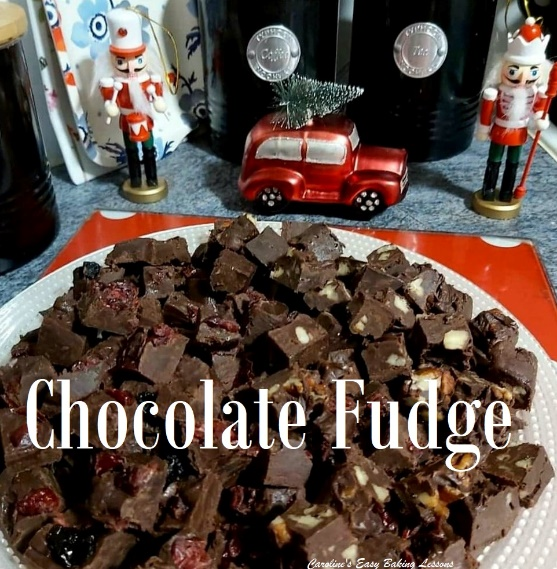 Coffee
Tea
Chocolate Fudge
Caroline's Easy Baking Lessons